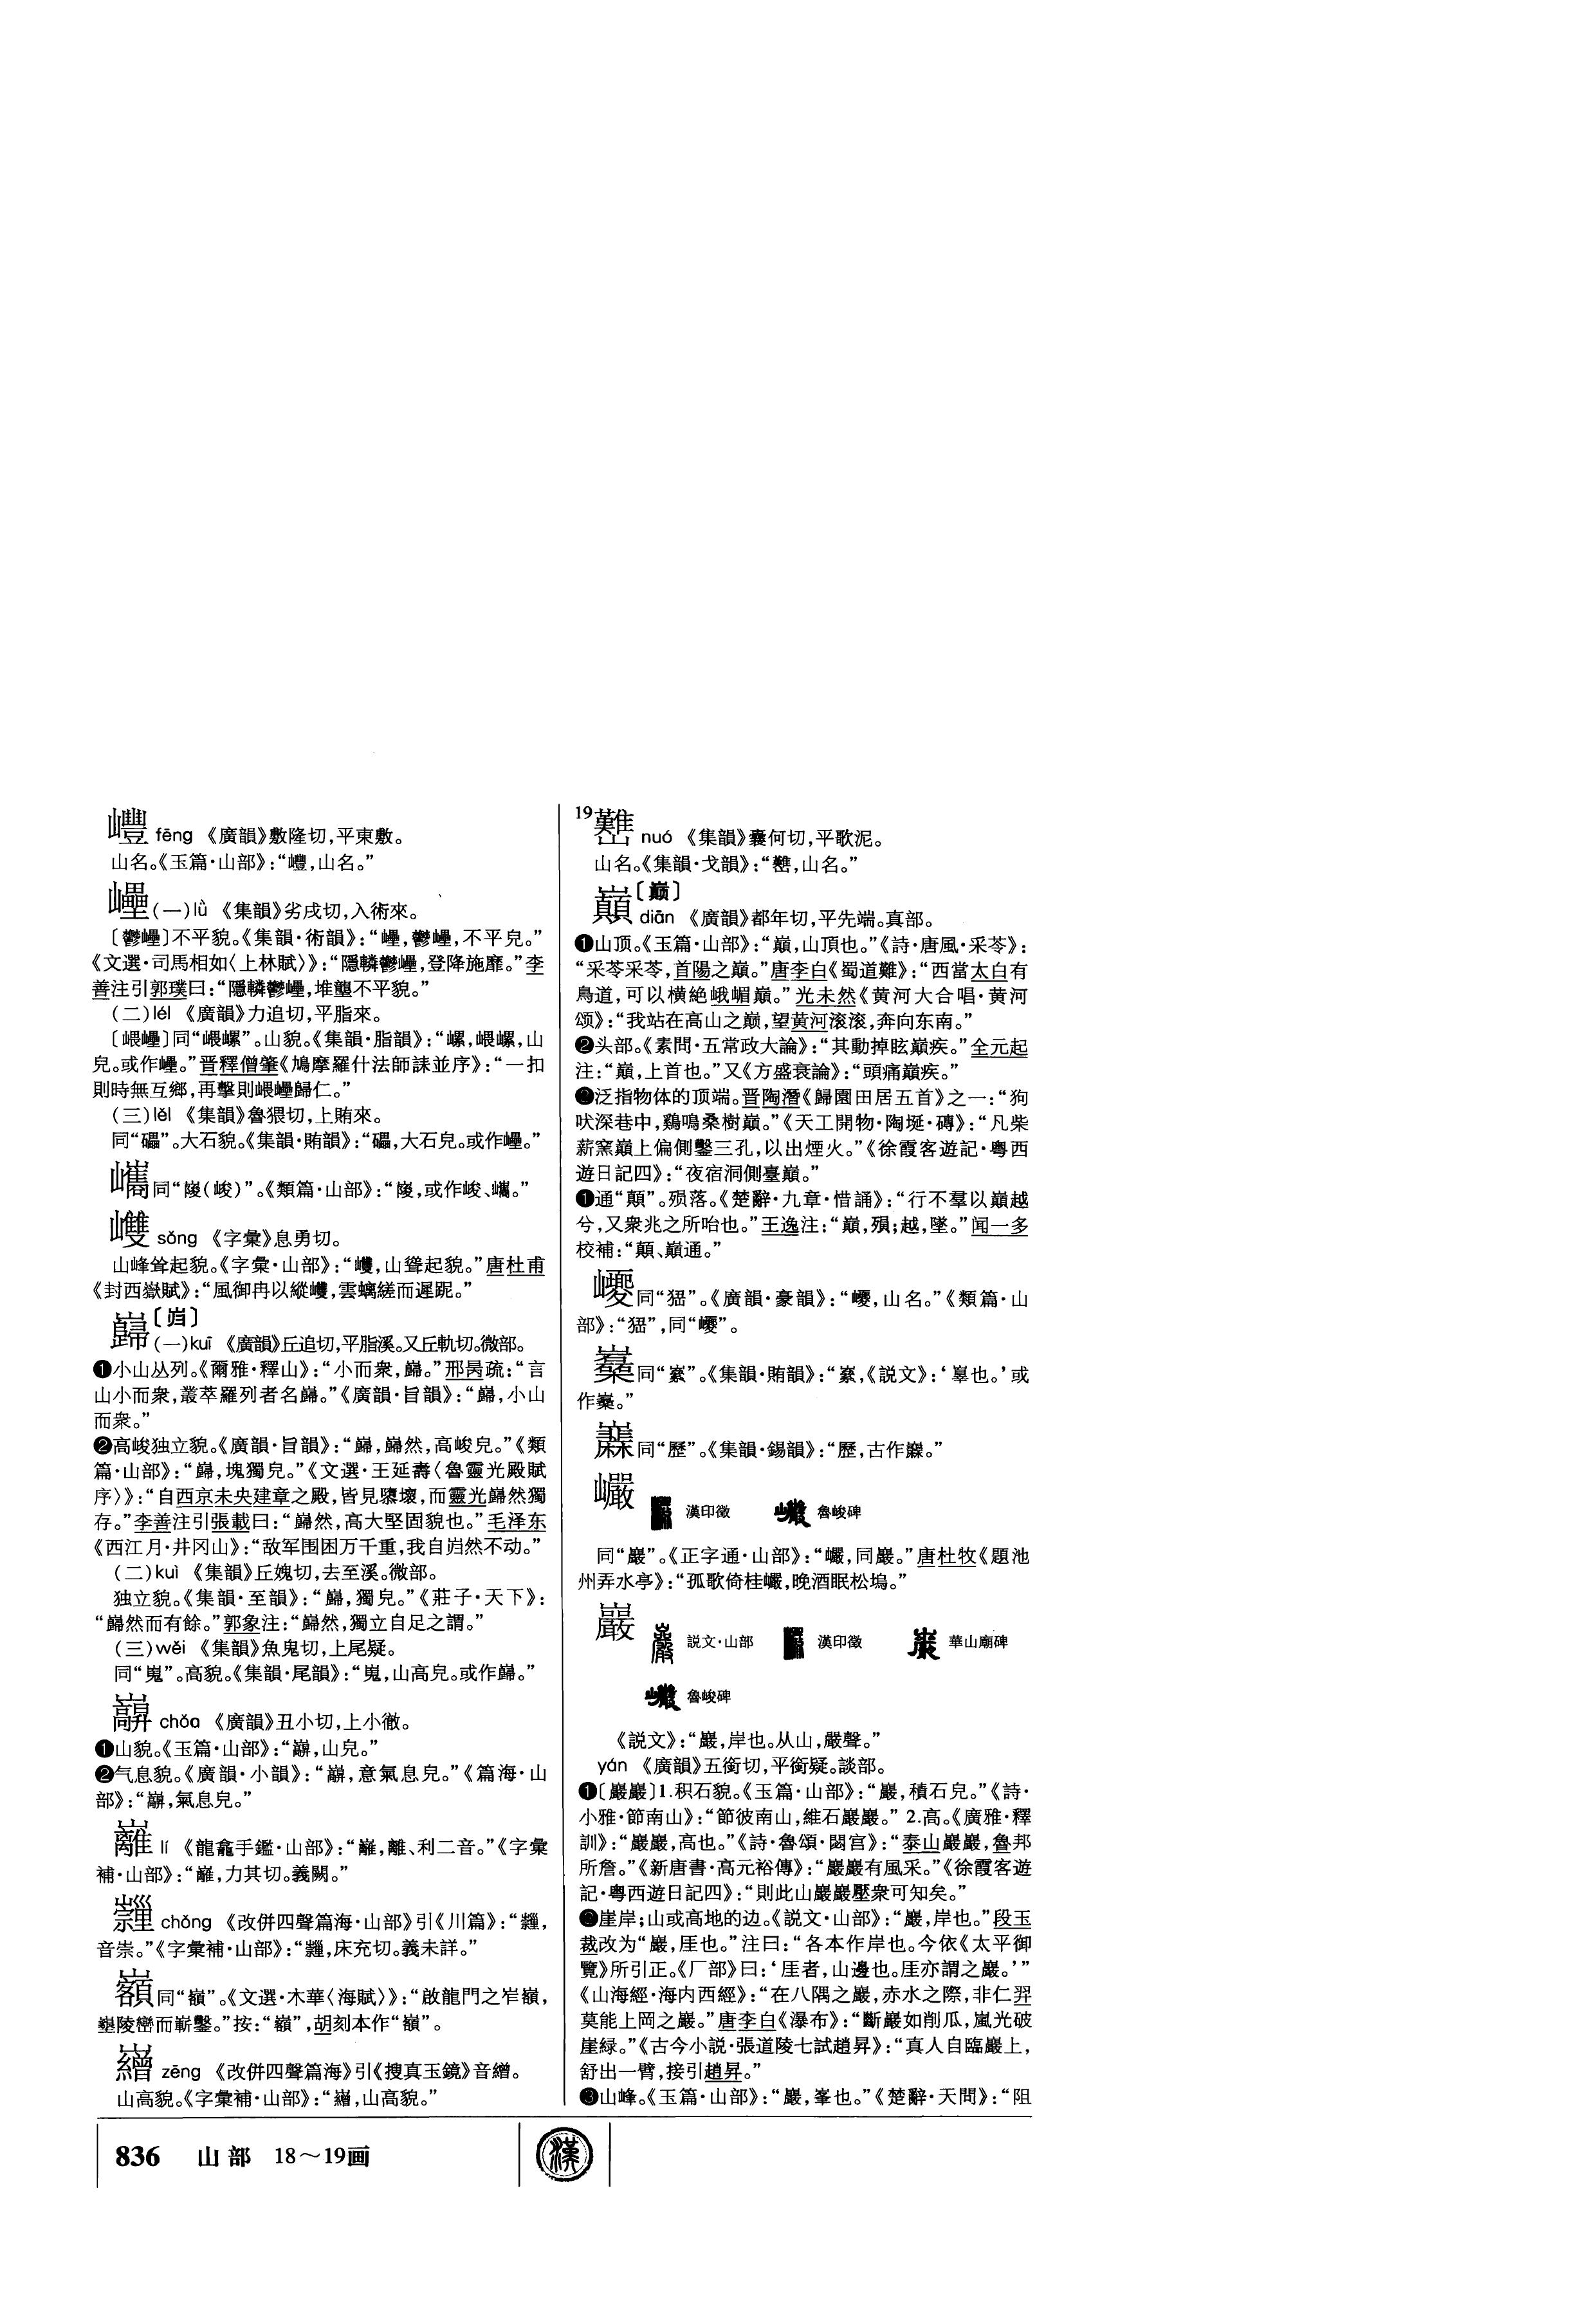 fēng 《廣韻》敷隆切,平東敷。
山名。《玉篇·山部》:“,山名。”
(一)lǜ 《集韻》劣戌切,入術來。
〔鬱〕不平貌。《集韻·術韻》:“,鬱,不平皃。”
《文選·司馬相如〈上林賦〉》:“隱轔鬱,登降施靡。”李
善注引郭璞曰:“隱轔鬱,堆壟不平貌。”
(二)léi 《廣韻》力追切,平脂來。
〔㟪〕同“㟪”。山貌。《集韻·脂韻》:“,㟪,山
皃。或作。”晋釋僧肇《鳩摩羅什法師誄並序》:“一扣
則時無互鄉,再擊則㟪歸仁。”
(三)lěi 《集韻》魯猥切,上賄來。
同“礧”。大石貌。《集韻·賄韻》:“礧,大石皃。或作。”
同“㕙(峻)”。《類篇·山部》:“,或作峻、巂。”
sǒng 《字彙》息勇切。
山峰耸起貌。《字彙·山部》:“,山聳起貌。”唐杜甫
《封西嶽賦》:“風御冉以縱,雲螭縒而遲跜。”
巋〔岿〕
(一)kuī 《廣韻》丘追切,平脂溪。又丘軌切。微部。
❶小山丛列。《爾雅·釋山》:“小而衆,巋。”邢昺疏:“言
山小而衆,叢萃羅列者名巋。”《廣韻·旨韻》:“巋,小山
而衆。”
❷高峻独立貌。《廣韻·旨韻》:“巋,巋然,高峻皃。”《類
篇·山部》:“巋,塊獨皃。”《文選·王延壽〈魯靈光殿賦
序〉》:“自西京未央建章之殿,皆見隳壞,而靈光巋然獨
存。”李善注引張載曰:“巋然,高大堅固貌也。”毛泽东
《西江月·井冈山》:“敌军围困万千重,我自岿然不动。”
(二)kuì 《集韻》丘媿切,去至溪。微部。
独立貌。《集韻·至韻》:“巋,獨皃。”《莊子·天下》:
“巋然而有餘。”郭象注:“巋然,獨立自足之謂。”
(三)wěi 《集韻》魚鬼切,上尾疑。
同“嵬”。高貌。《集韻·尾韻》:“嵬,山高皃。或作巋。”
chǎo 《廣韻》丑小切,上小徹。
❶山貌。《玉篇·山部》:“,山皃。”
❷气息貌。《廣韻·小韻》:“,意氣息皃。”《篇海·山
部》:“,氣息皃。”
lí 《龍龕手鑑·山部》:“,離、利二音。”《字彙
補·山部》:“,力其切。義闕。”
chǒng 《改併四聲篇海·山部》引《川篇》:“,
音崇。”《字彙補·山部》:“,床充切。義未詳。”
同“”。《文選·木華〈海賦〉》:“啟龍門之岝嶺,
墾陵巒而嶄鑿。”按:“”,胡刻本作“”。
zēng 《改併四聲篇海》引《搜真玉鏡》音繒。
山高貌。《字彙補·山部》:“,山高貌。”
19
nuó 《集韻》囊何切,平歌泥。
山名。《集韻·戈韻》:“,山名。”
巔〔巅〕
diān 《廣韻》都年切,平先端。真部。
❶山顶。《玉篇·山部》:“巔,山頂也。”《詩·唐風·采苓》:
“采苓采苓,首陽之巔。”唐李白《蜀道難》:“西當太白有
鳥道,可以横絶峨嵋巔。”光未然《黄河大合唱·黄河
颂》:“我站在高山之巅,望黄河滚滚,奔向东南。”
❷头部。《素問·五常政大論》:“其動掉眩巔疾。”全元起
注:“巔,上首也。”又《方盛衰論》:“頭痛巔疾。”
❸泛指物体的顶端。晋陶潛《歸園田居五首》之一:“狗
吠深巷中,鷄鳴桑樹巔。”《天工開物·陶埏·磚》:“凡柴
薪窯巔上偏側鑿三孔,以出煙火。”《徐霞客遊記·粤西
遊日記四》:“夜宿洞側臺巔。”
❹通“顛”。殒落。《楚辭·九章·惜誦》:“行不羣以巔越
兮,又衆兆之所咍也。”王逸注:“巔,殞;越,墜。”闻一多
校補:“顛、巔通。”
巎同“峱”。《廣韻·豪韻》:“巎,山名。”《類篇·山
部》:“峱”,同“巎”。
同“”。《集韻·賄韻》:“,《説文》:‘辠也。’或
作。”
同“歷”。《集韻·錫韻》:“歷,古作。”
巗 漢印徵 魯峻碑
同“巖”。《正字通·山部》:“巗,同巖。”唐杜牧《題池
州弄水亭》:“孤歌倚桂巗,晚酒眠松塢。”
巖 説文·山部 漢印徵 華山廟碑
魯峻碑
《説文》:“巖,岸也。从山,嚴聲。”
yán 《廣韻》五銜切,平銜疑。談部。
❶〔巖巖〕1.积石貌。《玉篇·山部》:“巖,積石皃。”《詩·
小雅·節南山》:“節彼南山,維石巖巖。” 2.高。《廣雅·釋
訓》:“巖巖,高也。”《詩·魯頌·閟宫》:“泰山巖巖,魯邦
所詹。”《新唐書·高元裕傳》:“巖巖有風采。”《徐霞客遊
記·粤西遊日記四》:“則此山巖巖壓衆可知矣。”
❷崖岸;山或高地的边。《説文·山部》:“巖,岸也。”段玉
裁改为“巖,厓也。”注曰:“各本作岸也。今依《太平御
覽》所引正。《厂部》曰:‘厓者,山邊也。厓亦謂之巖。’”
《山海經·海内西經》:“在八隅之巖,赤水之際,非仁羿
莫能上岡之巖。”唐李白《瀑布》:“斷巖如削瓜,嵐光破
崖緑。”《古今小説·張道陵七試趙昇》:“真人自臨巖上,
舒出一臂,接引趙昇。”
❸山峰。《玉篇·山部》:“巖,峯也。”《楚辭·天問》:“阻
836 山部 18～19画
漢